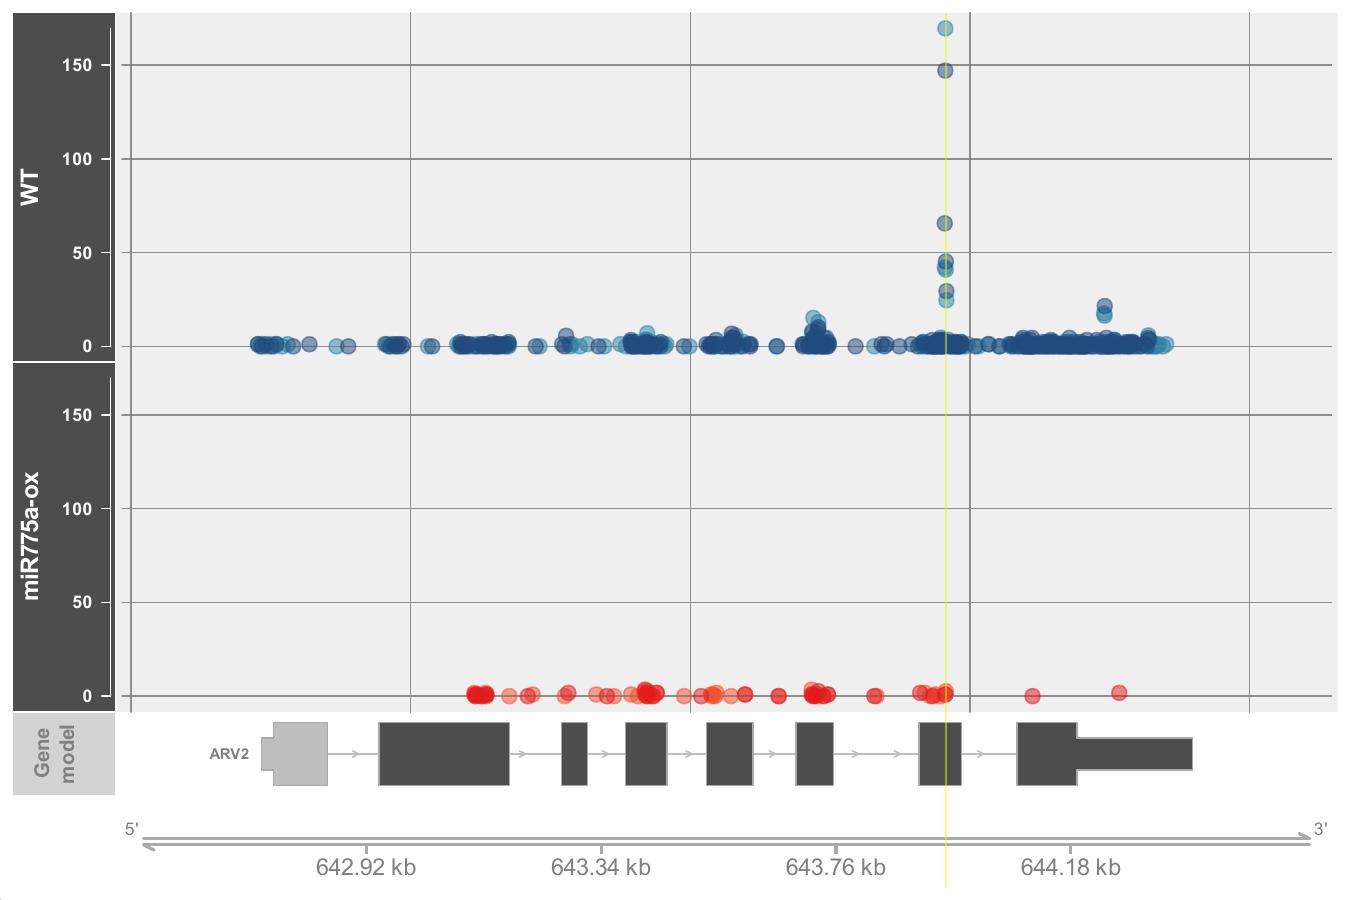 WT
150
100
50
0
miR775a-ox
150
100
50
0
Gene
model
ARV2
5'
3'
642.92 kb
643.34 kb
643.76 kb
644.18 kb